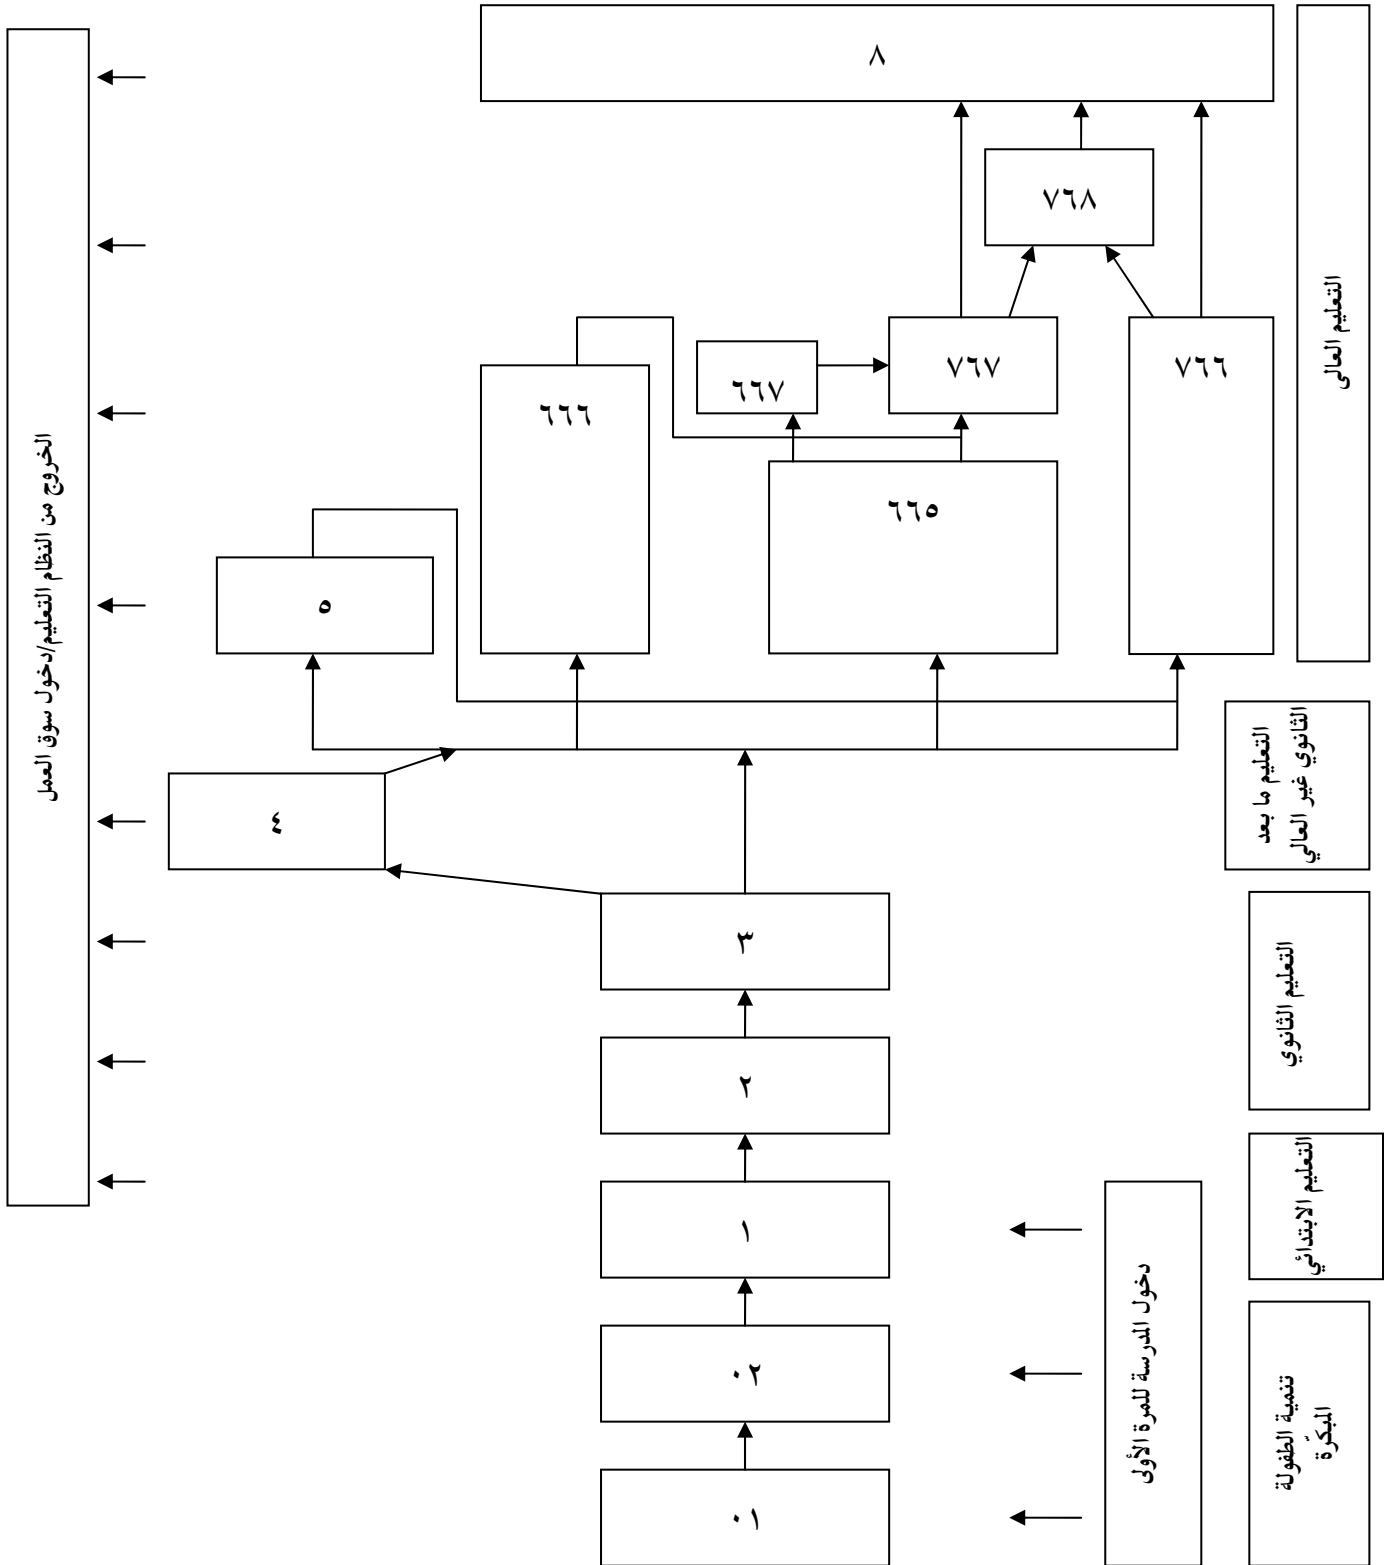 ٨
٧٦٨
٧٦٧
٧٦٦
٦٦٧
٦٦٦
٦٦٥
٥
٤
٣
٢
١
٠٢
٠١
التعليم العالي
التعليم ما بعد
الثانوي غير العالي
التعليم الثانوي
التعليم الابتدائي
تنمية الطفولة
المبكّرة
دخول المدرسة للمرة الأولى
الخروج من النظام التعليم/دخول سوق العمل